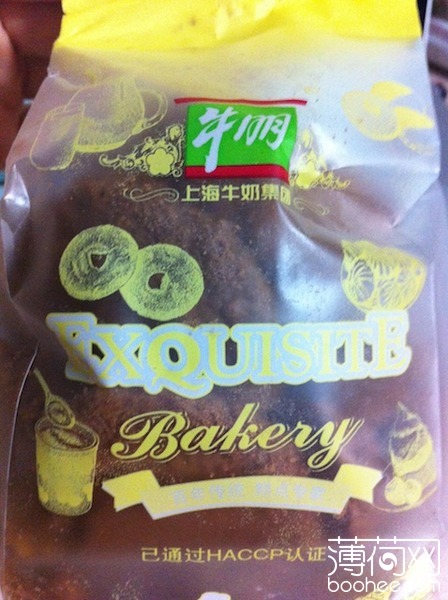 牛朋
上海牛奶集团
EXQUISITE
Bakery
已通过HACCP认证
薄荷网
boohee.com